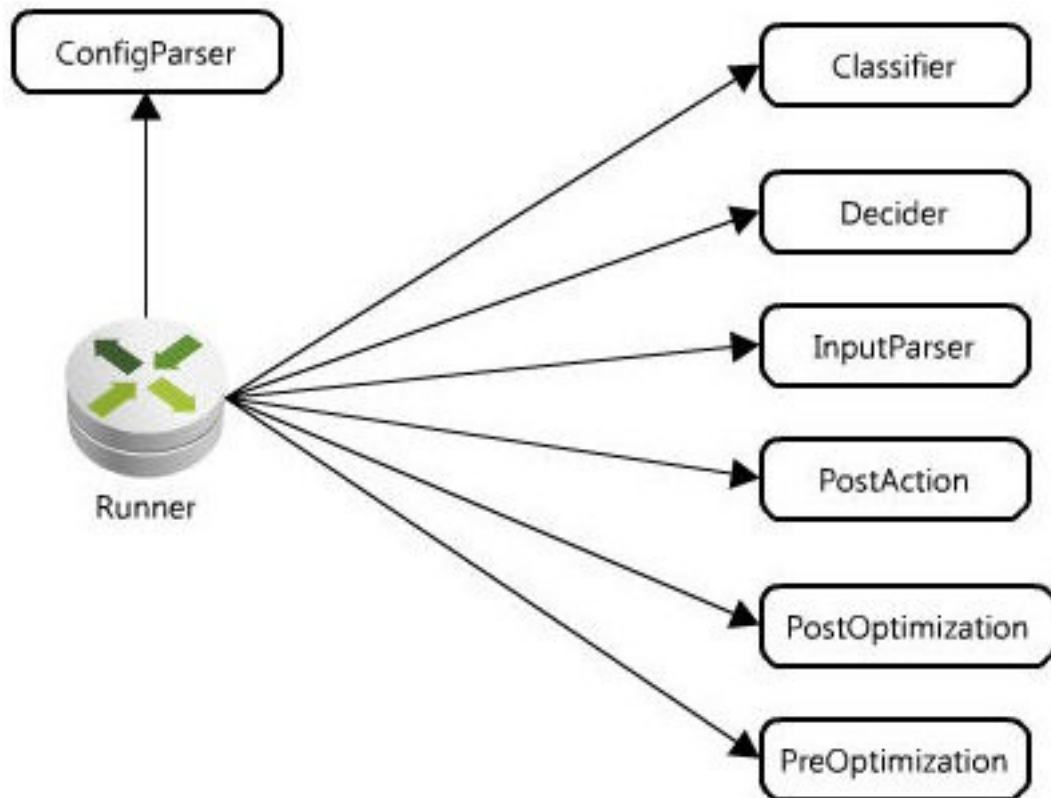 ConfigParser
Classifier
Decider
InputParser
PostAction
Runner
PostOptimization
PreOptimization